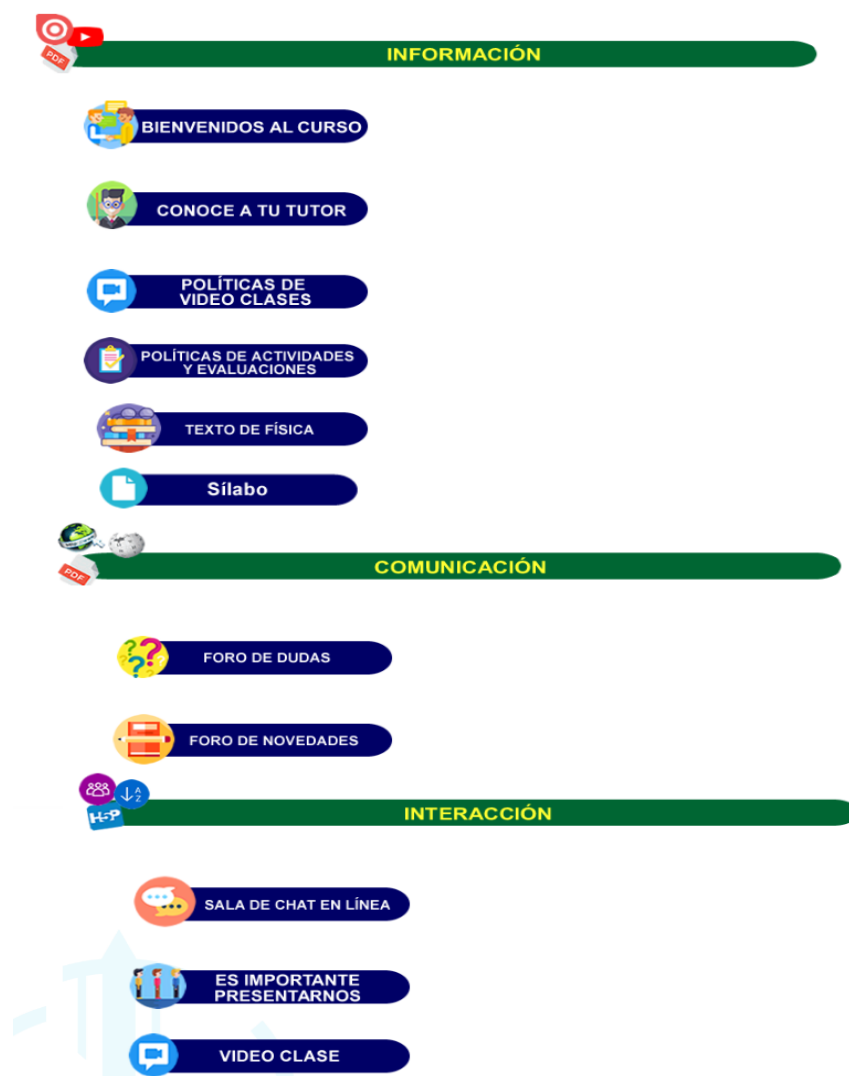 PDF
INFORMACIÓN
BIENVENIDOS AL CURSO
CONOCE A TU TUTOR
POLÍTICAS DE
VIDEO CLASES
POLÍTICAS DE ACTIVIDADES
Y EVALUACIONES
TEXTO DE FÍSICA
Sílabo
PDF
COMUNICACIÓN
FORO DE DUDAS
FORO DE NOVEDADES
A
Z
H5P
INTERACCIÓN
SALA DE CHAT EN LÍNEA
ES IMPORTANTE
PRESENTARNOS
VIDEO CLASE